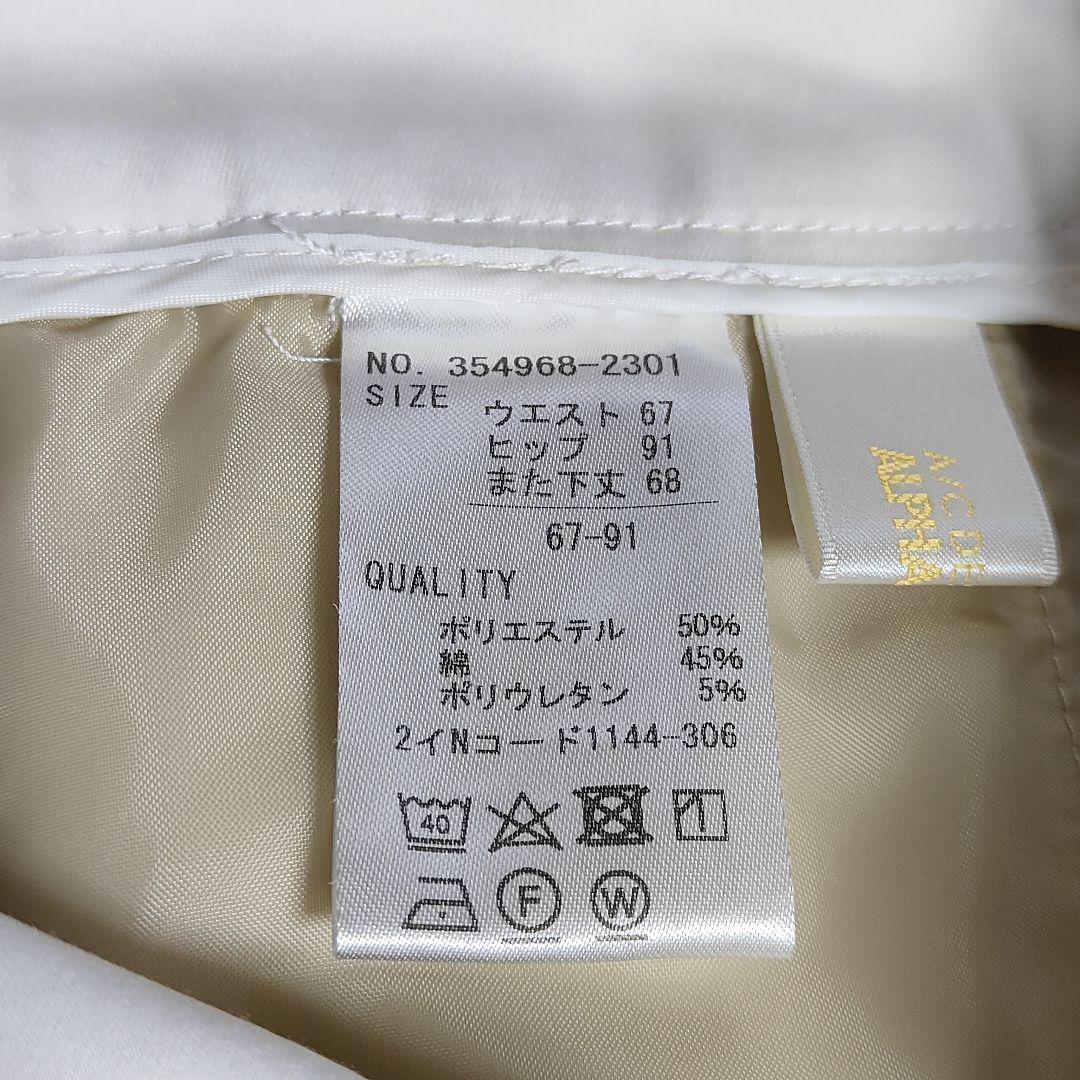 NO. 354968-2301
SIZE
ウエスト 67
ヒップ 91
また下丈 68
67-91
QUALITY
ポリエステル 50%
綿 45%
ポリウレタン 5%
2イNコード1144-306
40
F
W
A/C DE
ALPHA